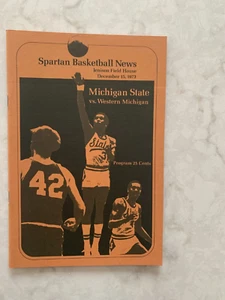 Spartan Basketball News
Jenison Field House
December 15, 1973
Michigan State
vs. Western Michigan
State
42
Program 25 Cents